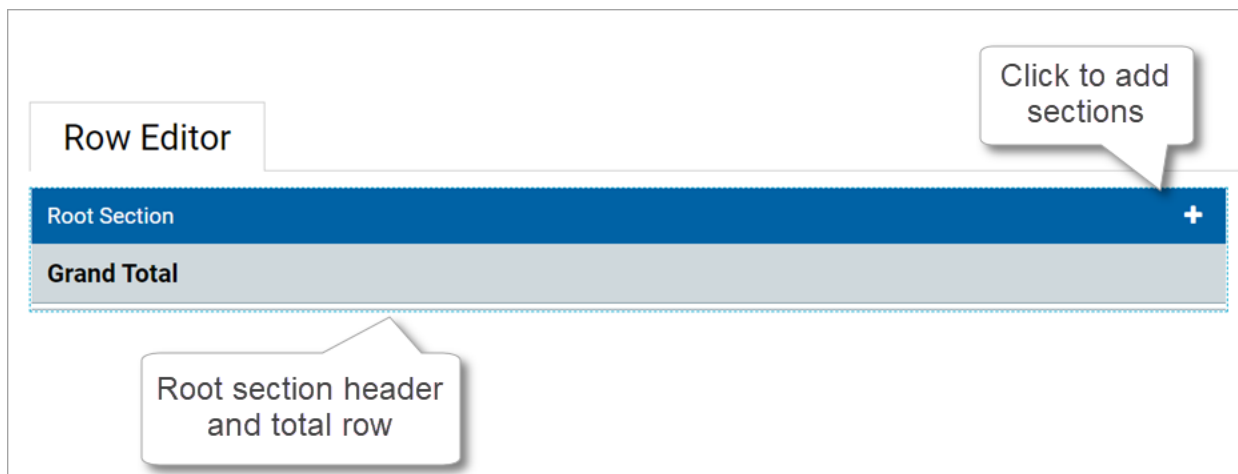 Click to add
sections
Row Editor
Root Section
Grand Total
Root section header
and total row